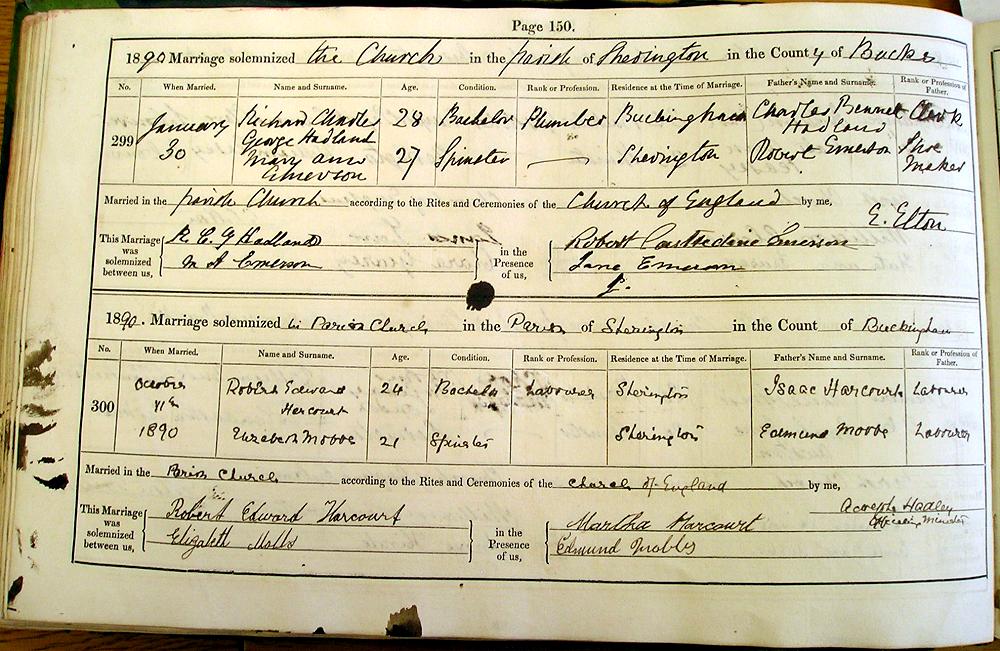 Page 150.
1890 Marriage solemnized the Church in the parish of Sherington in the County of Bucks
No. When Married. Name and Surname. Age. Condition. Rank or Profession. Residence at the Time of Marriage. Father's Name and Surname. Rank or Profession of Father.
299 January 30 Richard Charles George Hadland 28 Bachelor Plumber Buckingham Charles Bennet Hadland Clerk
Mary Ann Emerson 27 Spinster Sherington Robert Emerson Shoe Maker
Married in the parish Church according to the Rites and Ceremonies of the Church of England by me,
E. Elton
This Marriage was solemnized between us, R. C. G Hadland in the Presence of us, Robert Emerson
M A Emerson Jane Emerson
1890. Marriage solemnized in Parish Church in the Parish of Sherington in the Count of Buckingham
No. When Married. Name and Surname. Age. Condition. Rank or Profession. Residence at the Time of Marriage. Father's Name and Surname. Rank or Profession of Father.
300 October 11th 1890 Robert Edward Harcourt 24 Bachelor Labourer Sherington Isaac Harcourt Labourer
Elizabeth 21 Spinster Sherington Edmund Labourer
Married in the Parish Church according to the Rites and Ceremonies of the Church of England by me,
Hadley
Officiating Minister
This Marriage was solemnized between us, Robert Edward Harcourt in the Presence of us, Martha Harcourt
Elizabeth Edmund